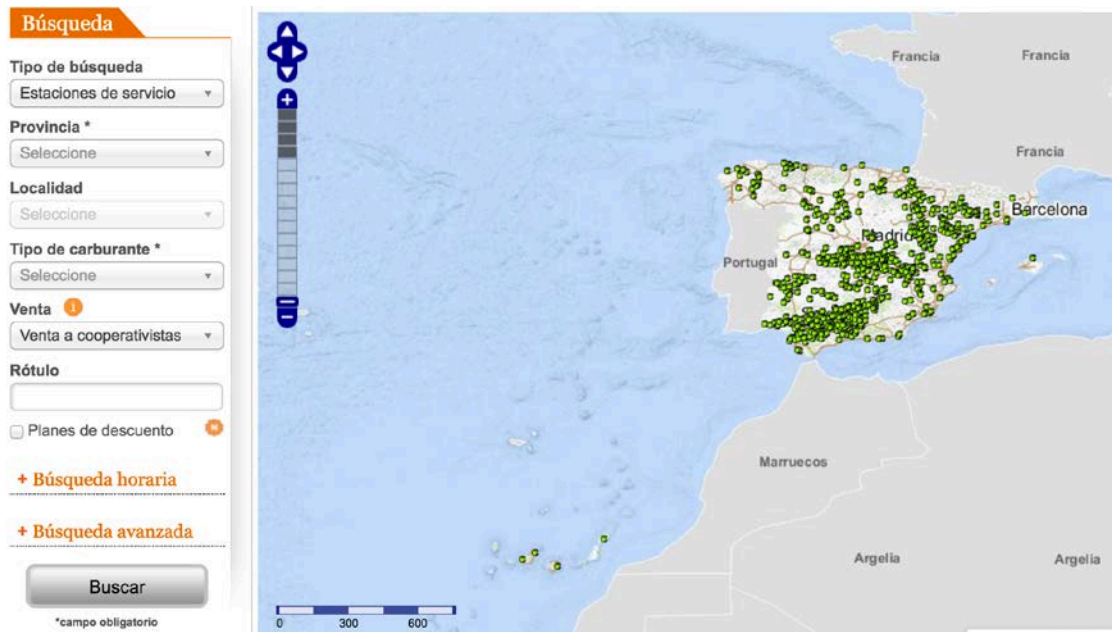 Búsqueda
Tipo de búsqueda
Estaciones de servicio
Provincia *
Seleccione
Localidad
Seleccione
Tipo de carburante *
Seleccione
Venta i
Venta a cooperativistas
Rótulo
Planes de descuento
+ Búsqueda horaria
+ Búsqueda avanzada
Buscar
*campo obligatorio
Francia
Francia
Francia
Barcelona
Madrid
Portugal
Marruecos
Argelia
Argelia
0 300 600